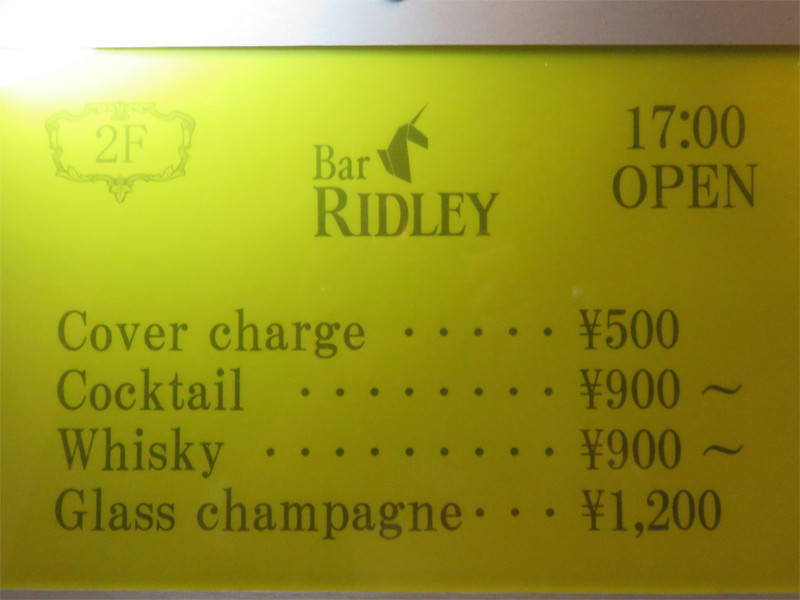 2F
Bar
RIDLEY
17:00
OPEN
Cover charge ····· ¥500
Cocktail ········ ¥900 ~
Whisky ········· ¥900 ~
Glass champagne··· ¥1,200